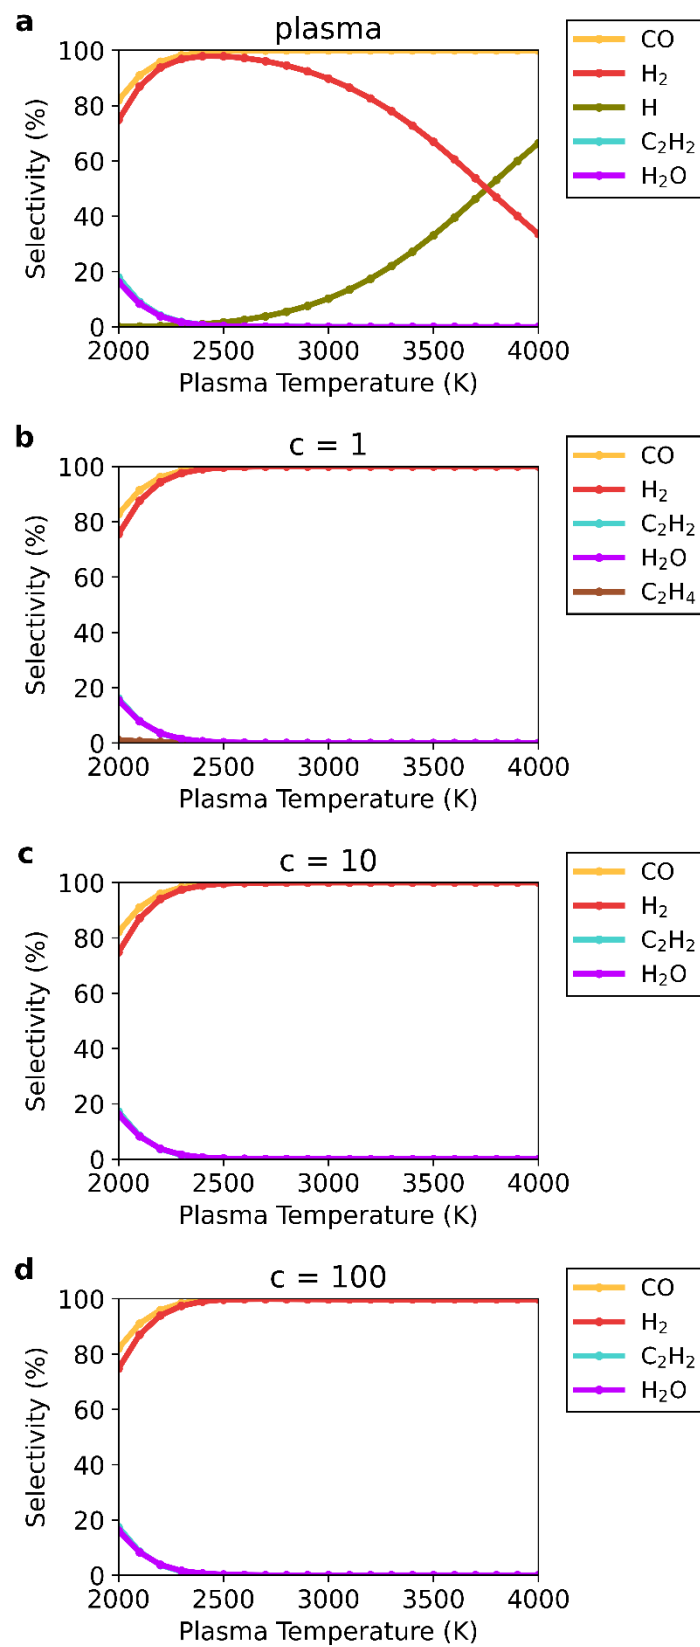 a
plasma
Selectivity (%)
100
80
60
40
20
0
2000 2500 3000 3500 4000
Plasma Temperature (K)
CO
H₂
H
C₂H₂
H₂O
b
c = 1
Selectivity (%)
100
80
60
40
20
0
2000 2500 3000 3500 4000
Plasma Temperature (K)
CO
H₂
C₂H₂
H₂O
C₂H₄
c
c = 10
Selectivity (%)
100
80
60
40
20
0
2000 2500 3000 3500 4000
Plasma Temperature (K)
CO
H₂
C₂H₂
H₂O
d
c = 100
Selectivity (%)
100
80
60
40
20
0
2000 2500 3000 3500 4000
Plasma Temperature (K)
CO
H₂
C₂H₂
H₂O